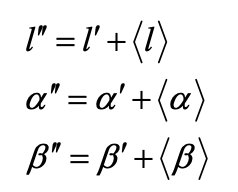 l″ = l′ + ⟨l⟩
α″ = α′ + ⟨α⟩
β″ = β′ + ⟨β⟩